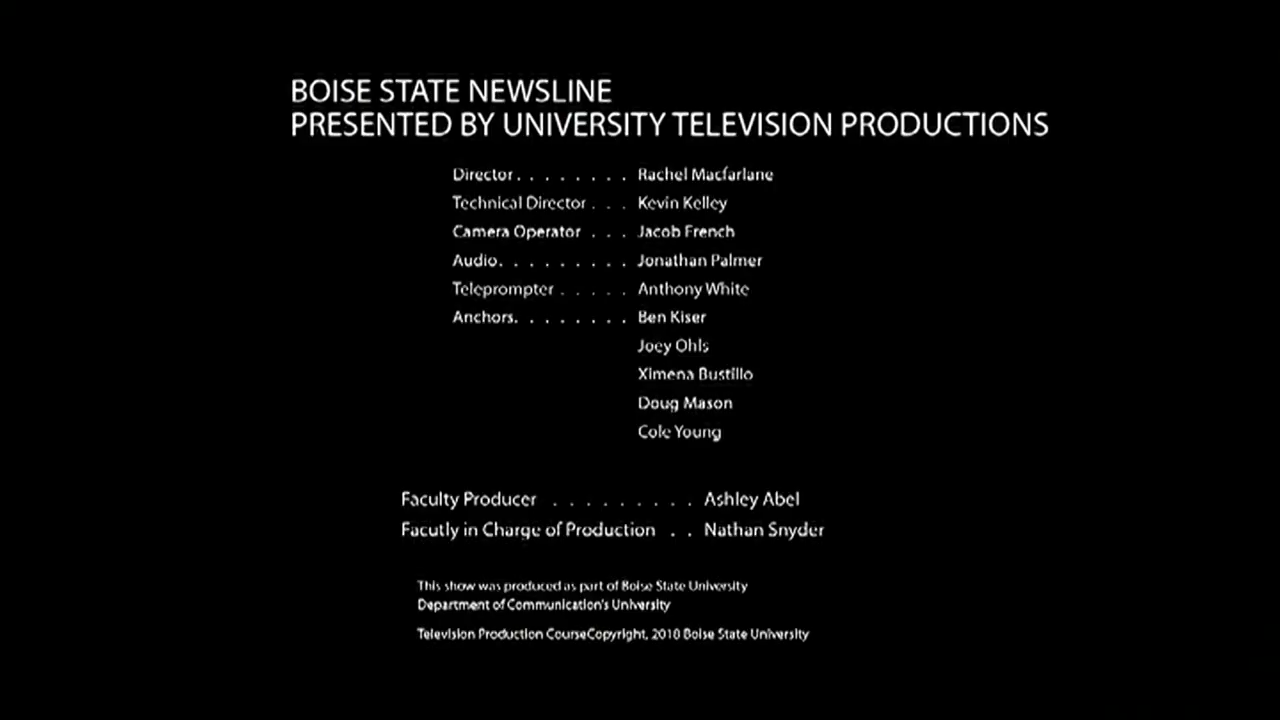 BOISE STATE NEWSLINE
PRESENTED BY UNIVERSITY TELEVISION PRODUCTIONS
Director . . . . . . . . Rachel Macfarlane
Technical Director . . . Kevin Kelley
Camera Operator . . . Jacob French
Audio. . . . . . . . . Jonathan Palmer
Teleprompter . . . . . Anthony White
Anchors. . . . . . . . Ben Kiser
Joey Ohls
Ximena Bustillo
Doug Mason
Cole Young
Faculty Producer . . . . . . . . . Ashley Abel
Facutly in Charge of Production . . Nathan Snyder
This show was produced as part of Boise State University
Department of Communication's University
Television Production CourseCopyright, 2018 Boise State University